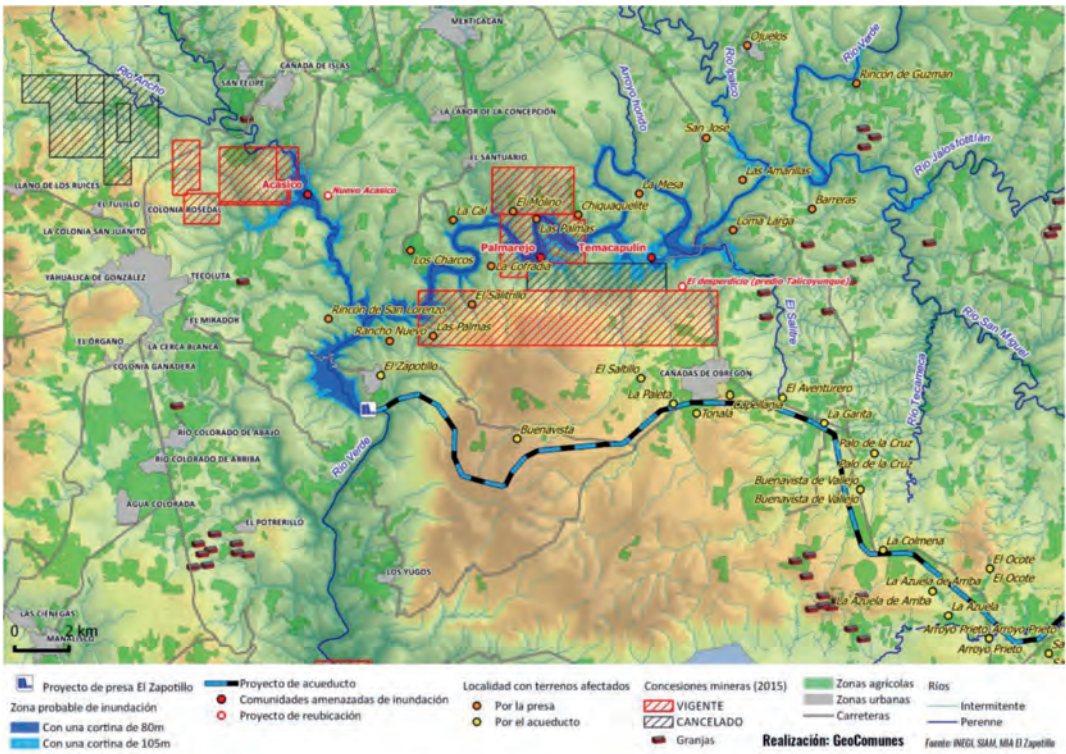 MEXTICACÁN
Ojuelos
Río Verde
Río Ancho
CAÑADA DE ISLAS
SAN FELIPE
Río Ipalco
Rincón de Guzmán
Arroyo hondo
LA LABOR DE LA CONCEPCIÓN
San José
Río Jalostotitlán
EL SANTUARIO
LLANO DE LOS RUICES
Acasico
Nuevo Acasico
Las Amarillas
EL TULILLO
COLONIA ROSEDAL
La Mesa
El Molino
Chiquaquelite
La Cal
Barreras
LA COLONIA SAN JUANITO
Las Palmas
Loma Larga
Palmarejo
Temacapulín
Los Charcos
La Cofradía
YAHUALICA DE GONZÁLEZ
TECOLUTA
El desperdicio (predio Talicoyunque)
El Salitrillo
El Salitre
Rincón de San Lorenzo
EL MIRADOR
Río San Miguel
Rancho Nuevo
Las Palmas
EL ÓRGANO
LA CERCA BLANCA
COLONIA GANADERA
El Zapotillo
El Saltillo
CAÑADAS DE OBREGÓN
Río Tecameca
El Aventurero
La Paleta
Capellanía
Tonalá
La Garita
RÍO COLORADO DE ABAJO
Buenavista
Río Verde
Palo de la Cruz
Palo de la Cruz
RÍO COLORADO DE ARRIBA
Buenavista de Vallejo
Buenavista de Vallejo
AGUA COLORADA
EL POTRERILLO
La Colmena
El Ocote
El Ocote
LOS YUGOS
La Azuela de Arriba
La Azuela de Arriba
La Azuela
LAS CIÉNEGAS
MANALISCO
Arroyo Prieto Arroyo Prieto
Arroyo Prieto
0 2 km
Proyecto de presa El Zapotillo
Zona probable de inundación
Con una cortina de 80m
Con una cortina de 105m
Proyecto de acueducto
Comunidades amenazadas de inundación
Proyecto de reubicación
Localidad con terrenos afectados
Por la presa
Por el acueducto
Concesiones mineras (2015)
VIGENTE
CANCELADO
Granjas
Zonas agrícolas
Zonas urbanas
Carreteras
Ríos
Intermitente
Perenne
Realización: GeoComunes
Fuente: INEGI, SIAM, MIA El Zapotillo